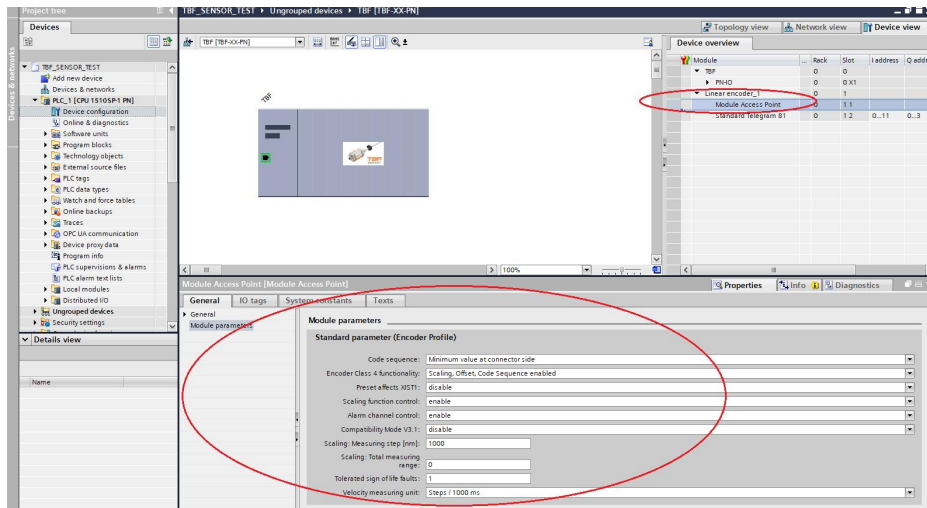 Project tree
TBF_SENSOR_TEST ▸ Ungrouped devices ▸ TBF [TBF-XX-PN]
Devices
Topology view
Network view
Device view
TBF [TBF-XX-PN]
Device overview
Devices & networks
TBF_SENSOR_TEST
Add new device
Devices & networks
PLC_1 [CPU 1510SP-1 PN]
Device configuration
Online & diagnostics
Software units
Program blocks
Technology objects
External source files
PLC tags
PLC data types
Watch and force tables
Online backups
Traces
OPC UA communication
Device proxy data
Program info
PLC supervisions & alarms
PLC alarm text lists
Local modules
Distributed I/O
Ungrouped devices
Security settings
Details view
Name
TBF
TBF
Module ... Rack Slot I address Q addr
TBF 0 0
PN-IO 0 0 X1
Linear encoder_1 0 1
Module Access Point 0 1 1
Standard Telegram 81 0 1 2 0...11 0...3
100%
Module Access Point [Module Access Point]
Properties
Info
Diagnostics
General
IO tags
System constants
Texts
General
Module parameters
Module parameters
Standard parameter (Encoder Profile)
Code sequence: Minimum value at connector side
Encoder Class 4 functionality: Scaling, Offset, Code Sequence enabled
Preset affects XIST1: disable
Scaling function control: enable
Alarm channel control: enable
Compatibility Mode V3.1: disable
Scaling: Measuring step [nm]: 1000
Scaling: Total measuring
range: 0
Tolerated sign of life faults: 1
Velocity measuring unit: Steps / 1000 ms